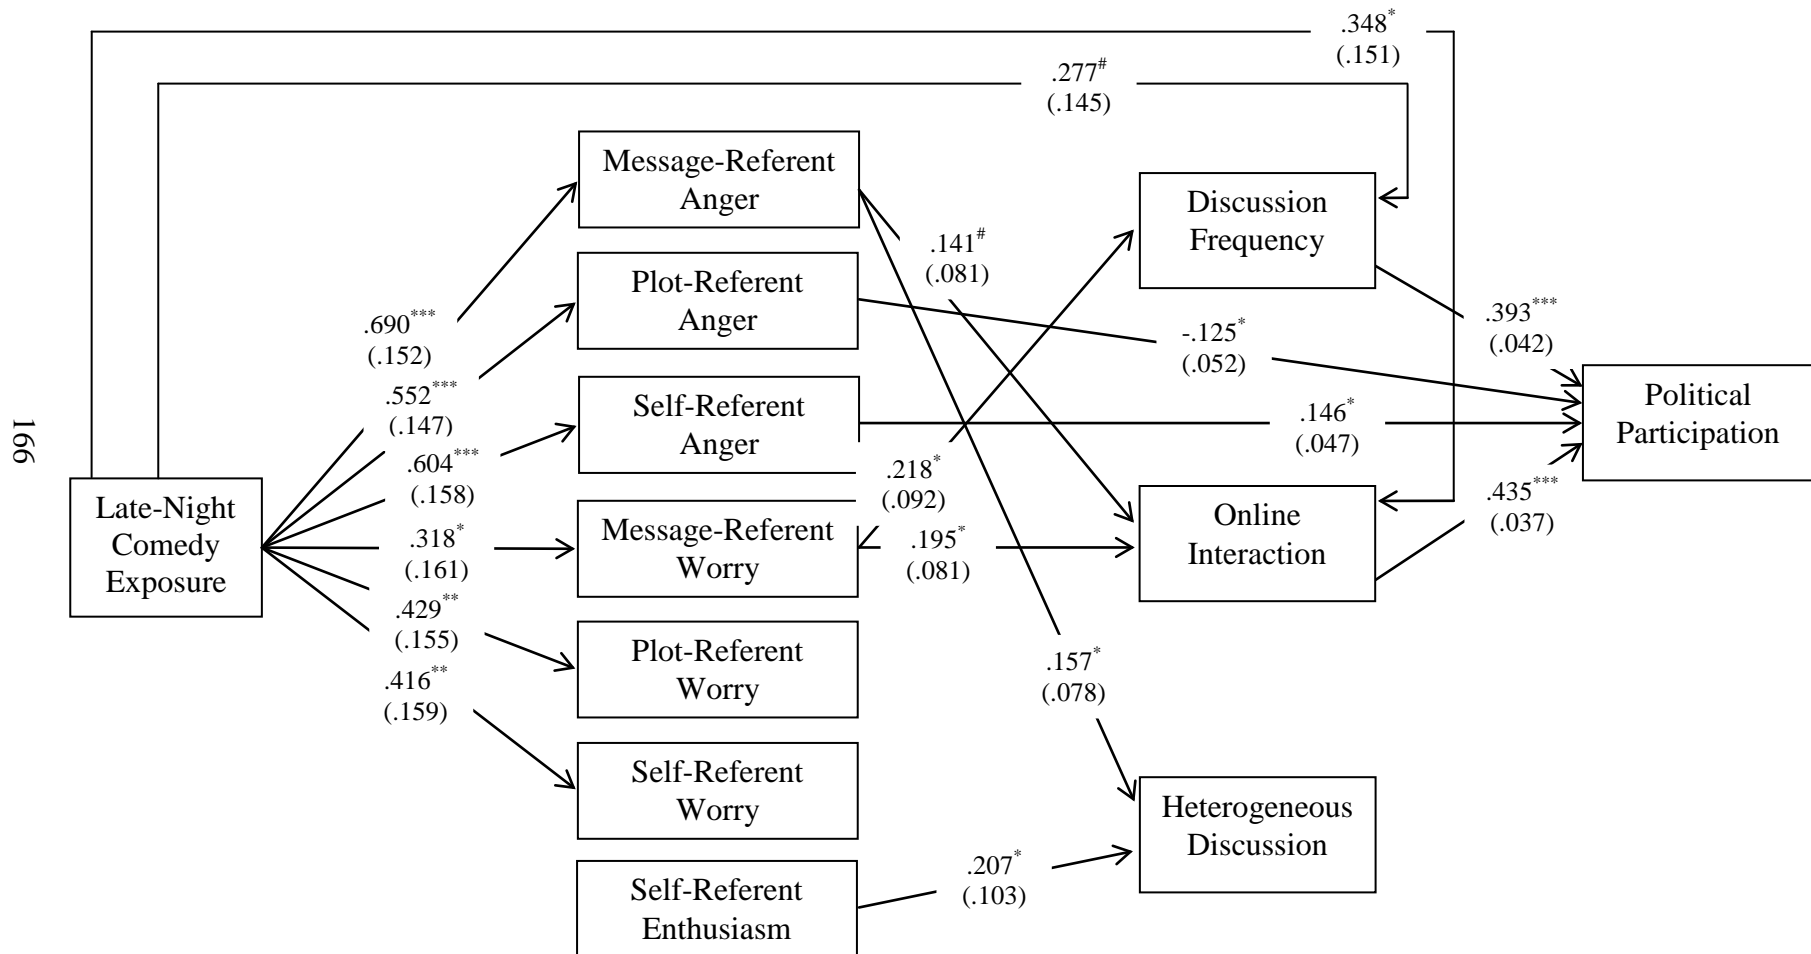 .348*
(.151)
.277#
(.145)
Message-Referent
Anger
Discussion
Frequency
.141#
(.081)
Plot-Referent
Anger
.690***
(.152)
-.125*
(.052)
.393***
(.042)
.552***
(.147)
Self-Referent
Anger
.146*
(.047)
Political
Participation
166
.604***
(.158)
.218*
(.092)
.435***
(.037)
Late-Night
Comedy
Exposure
.318*
(.161)
Message-Referent
Worry
.195*
(.081)
Online
Interaction
.429**
(.155)
Plot-Referent
Worry
.157*
(.078)
.416**
(.159)
Self-Referent
Worry
Heterogeneous
Discussion
Self-Referent
Enthusiasm
.207*
(.103)